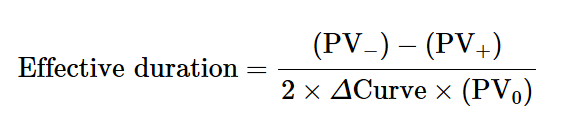 Effective duration = (PV₋) − (PV₊) / 2 × ΔCurve × (PV₀)